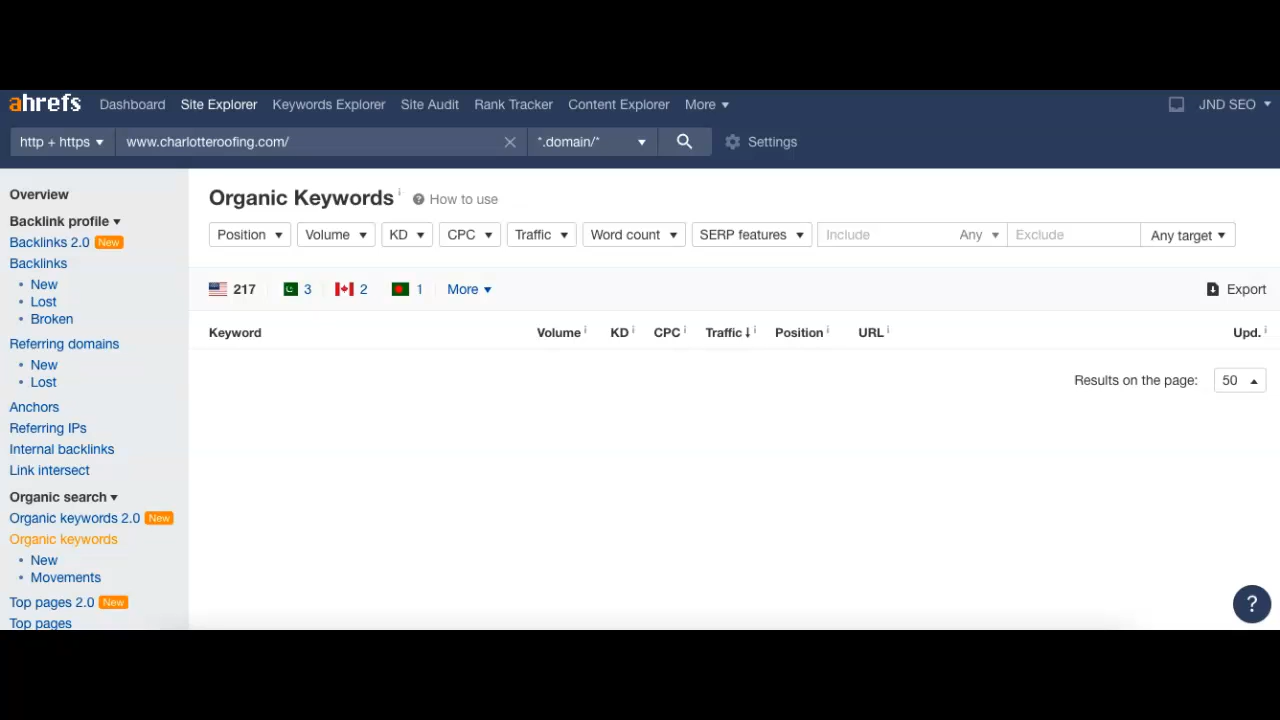 ahrefs Dashboard Site Explorer Keywords Explorer Site Audit Rank Tracker Content Explorer More JND SEO
http + https www.charlotteroofing.com/ *.domain/* Settings
Overview
Backlink profile
Backlinks 2.0 New
Backlinks
• New
• Lost
• Broken
Referring domains
• New
• Lost
Anchors
Referring IPs
Internal backlinks
Link intersect
Organic search
Organic keywords 2.0 New
Organic keywords
• New
• Movements
Top pages 2.0 New
Top pages
Organic Keywords i ? How to use
Position Volume KD CPC Traffic Word count SERP features Include Any Exclude Any target
217 3 2 1 More Export
Keyword Volume i KD i CPC i Traffic↓ i Position i URL i Upd. i
Results on the page: 50
?